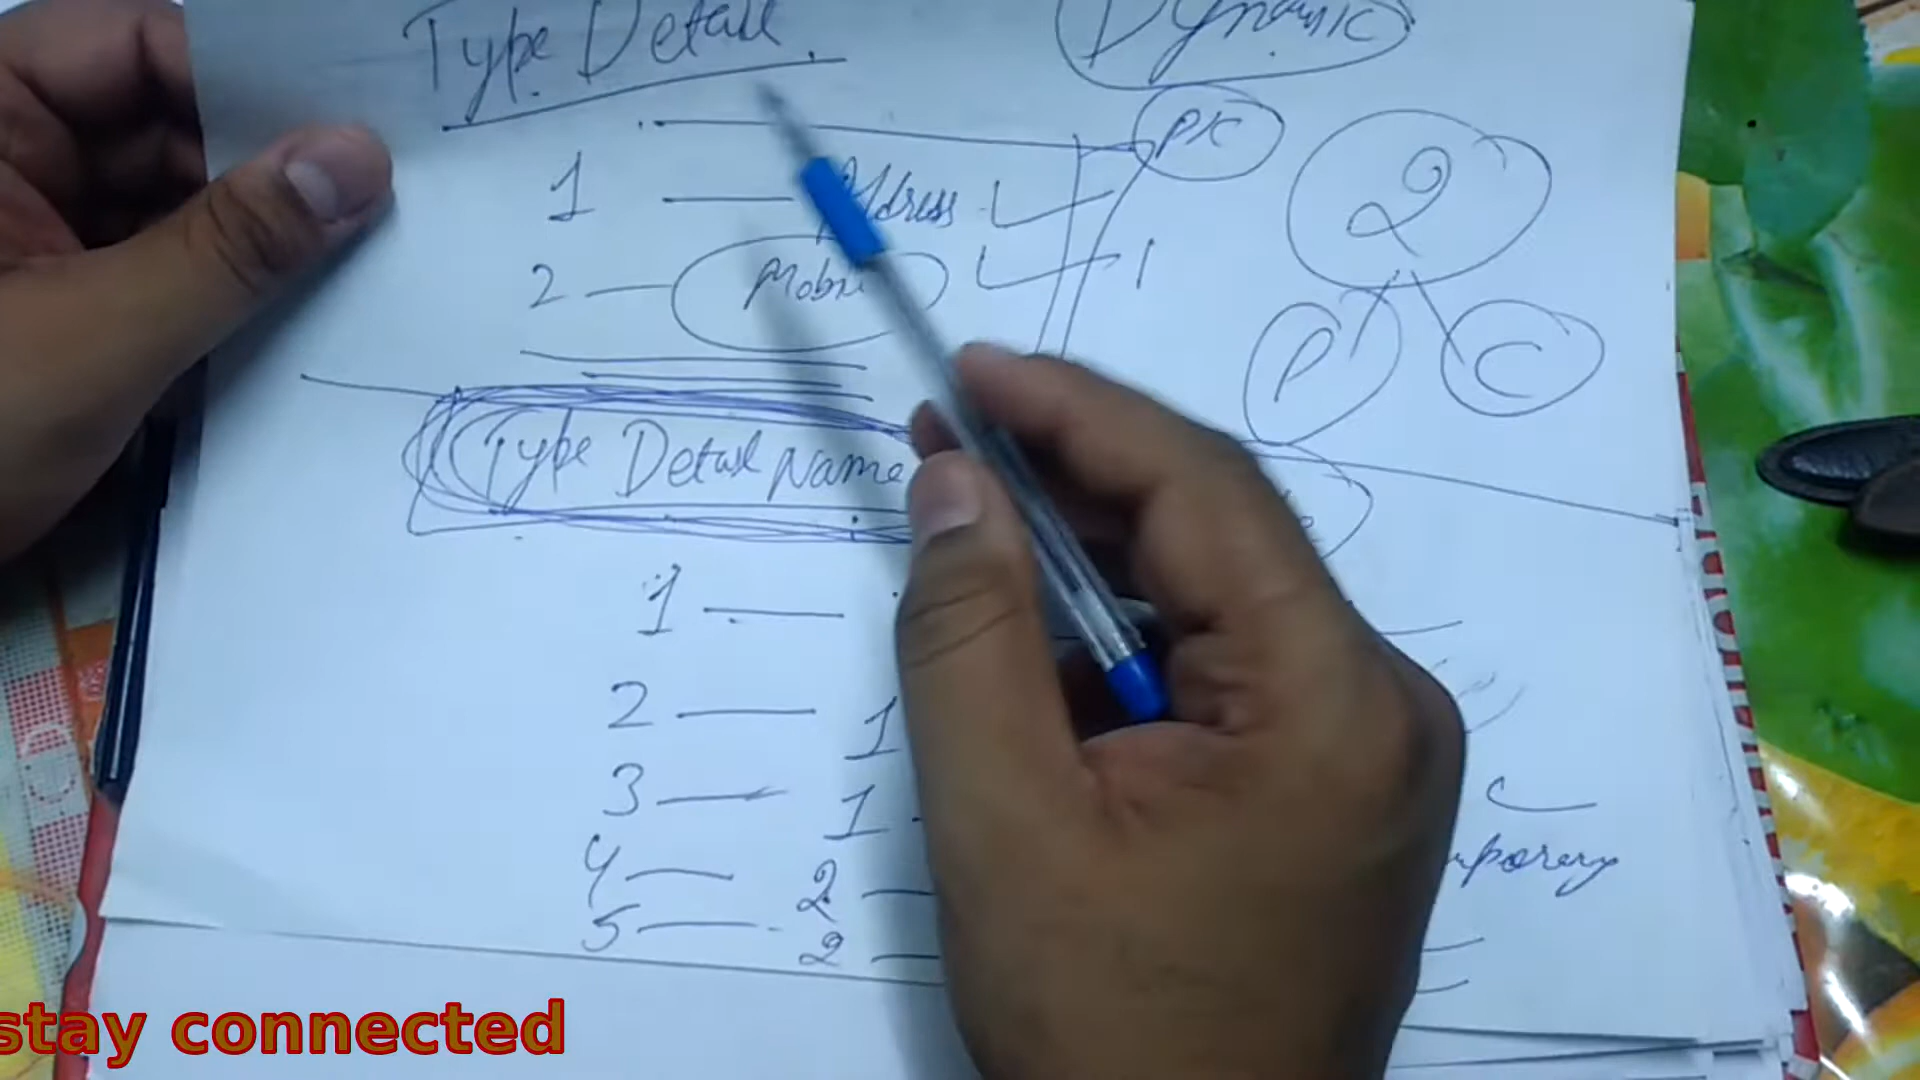 Type Detail Dynamic
PK
1 — Address
2
2 — Mobile 1
P C
Type Detail Name
1 —
2 — 1
3 — 1
4 — 2 —
5 — 2 —
stay connected